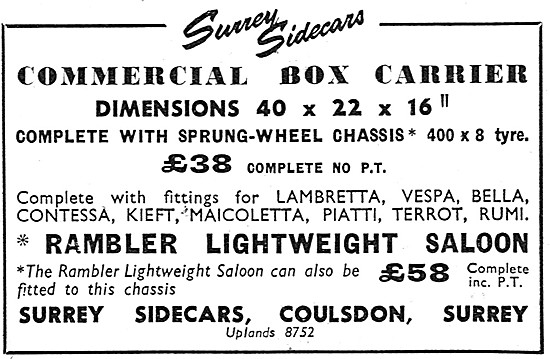 Surrey Sidecars
COMMERCIAL BOX CARRIER
DIMENSIONS 40 x 22 x 16"
COMPLETE WITH SPRUNG-WHEEL CHASSIS* 400 x 8 tyre.
£38 COMPLETE NO P.T.
Complete with fittings for LAMBRETTA, VESPA, BELLA,
CONTESSA, KIEFT, MAICOLETTA, PIATTI, TERROT, RUMI.
* RAMBLER LIGHTWEIGHT SALOON
*The Rambler Lightweight Saloon can also be
fitted to this chassis
£58 Complete
inc. P.T.
SURREY SIDECARS, COULSDON, SURREY
Uplands 8752